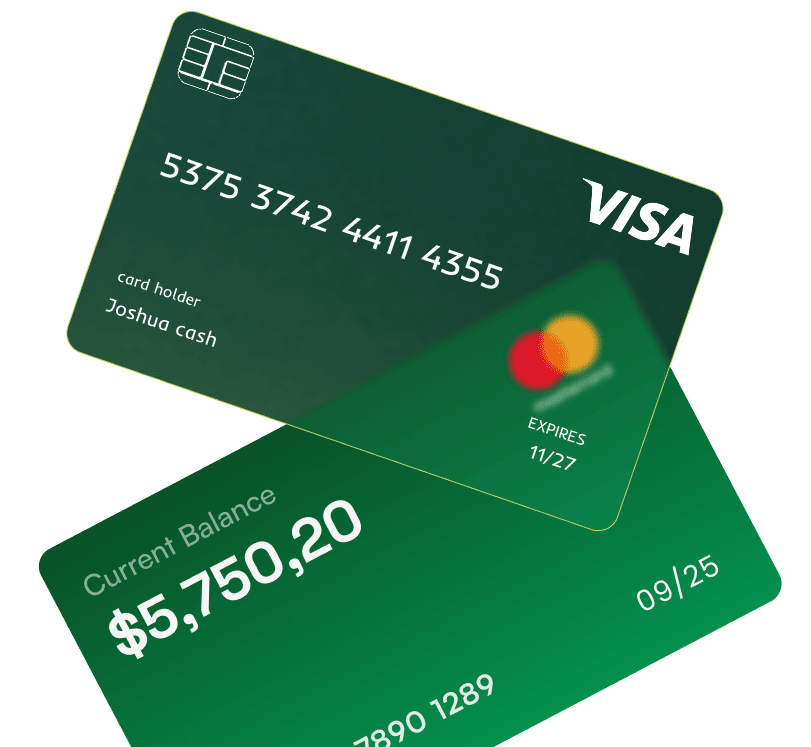 5375 3742 4411 4355
VISA
card holder
Joshua cash
mastercard
EXPIRES
11/27
Current Balance
$5,750,20
09/25
7890 1289